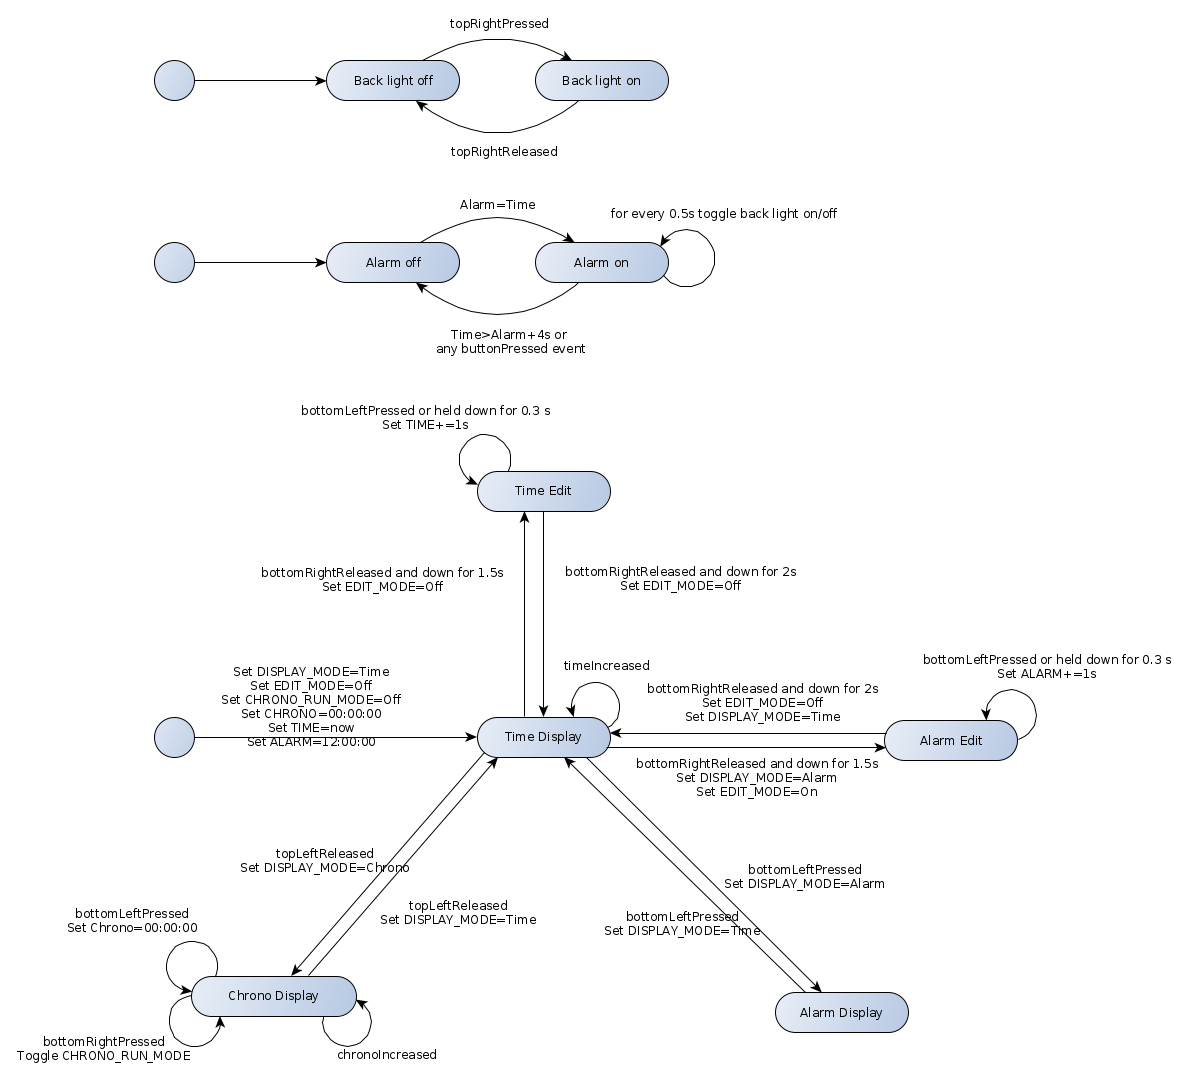 topRightPressed
Back light off
Back light on
topRightReleased
Alarm=Time
for every 0.5s toggle back light on/off
Alarm off
Alarm on
Time>Alarm+4s or
any buttonPressed event
bottomLeftPressed or held down for 0.3 s
Set TIME+=1s
Time Edit
bottomRightReleased and down for 1.5s
Set EDIT_MODE=Off
bottomRightReleased and down for 2s
Set EDIT_MODE=Off
Set DISPLAY_MODE=Time
Set EDIT_MODE=Off
Set CHRONO_RUN_MODE=Off
Set CHRONO=00:00:00
Set TIME=now
Set ALARM=12:00:00
timeIncreased
Time Display
bottomRightReleased and down for 2s
Set EDIT_MODE=Off
Set DISPLAY_MODE=Time
bottomLeftPressed or held down for 0.3 s
Set ALARM+=1s
Alarm Edit
bottomRightReleased and down for 1.5s
Set DISPLAY_MODE=Alarm
Set EDIT_MODE=On
topLeftReleased
Set DISPLAY_MODE=Chrono
topLeftReleased
Set DISPLAY_MODE=Time
bottomLeftPressed
Set DISPLAY_MODE=Alarm
bottomLeftPressed
Set DISPLAY_MODE=Time
bottomLeftPressed
Set Chrono=00:00:00
Chrono Display
Alarm Display
bottomRightPressed
Toggle CHRONO_RUN_MODE
chronoIncreased